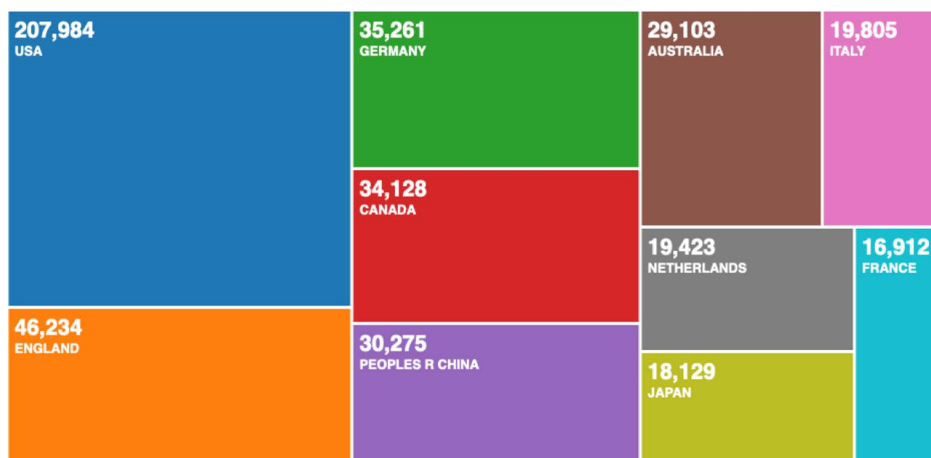 207,984
USA
46,234
ENGLAND
35,261
GERMANY
34,128
CANADA
30,275
PEOPLES R CHINA
29,103
AUSTRALIA
19,805
ITALY
19,423
NETHERLANDS
18,129
JAPAN
16,912
FRANCE